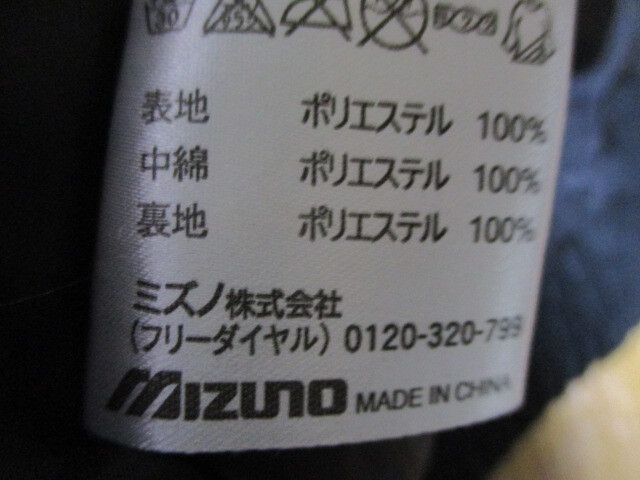 表地 ポリエステル 100%
中綿 ポリエステル 100%
裏地 ポリエステル 100%
ミズノ株式会社
(フリーダイヤル) 0120-320-799
MIZUNO MADE IN CHINA